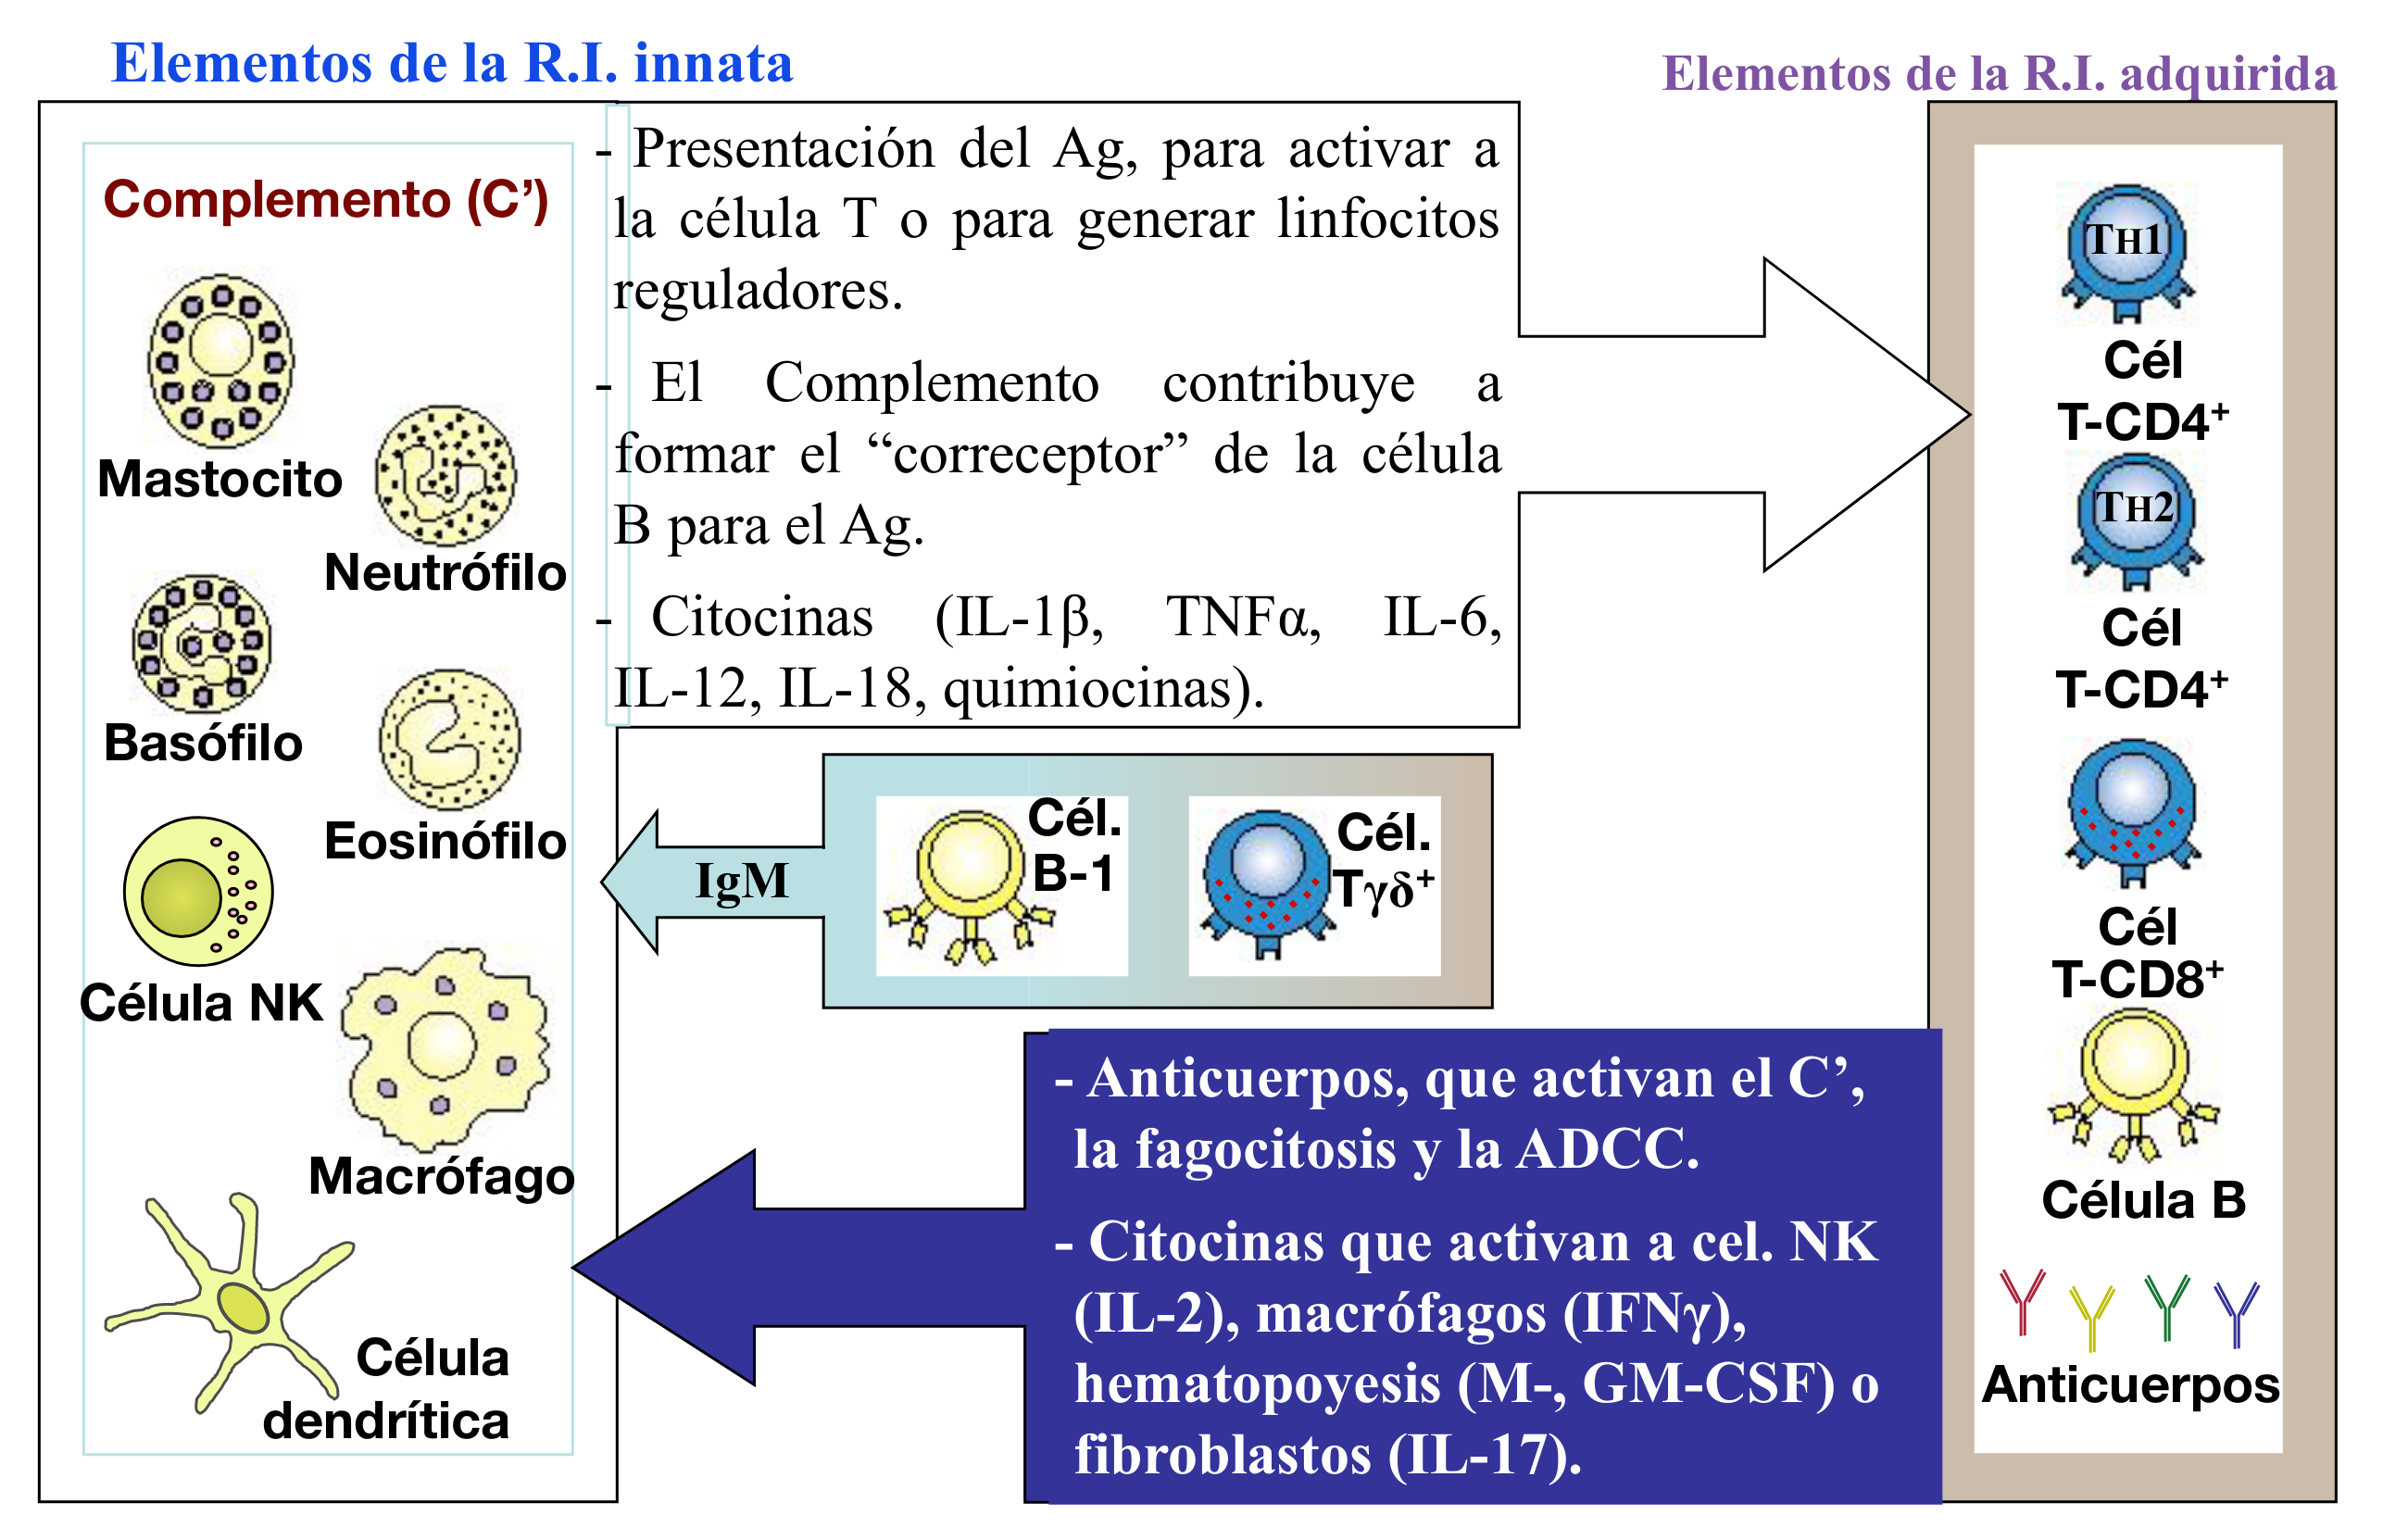 Elementos de la R.I. innata
Elementos de la R.I. adquirida
Complemento (C’)
Mastocito
Neutrófilo
Basófilo
Eosinófilo
Célula NK
Macrófago
Célula
dendrítica
- Presentación del Ag, para activar a
la célula T o para generar linfocitos
reguladores.
- El Complemento contribuye a
formar el “correceptor” de la célula
B para el Ag.
- Citocinas (IL-1β, TNFα, IL-6,
IL-12, IL-18, quimiocinas).
IgM
Cél.
B-1
Cél.
Tγδ⁺
- Anticuerpos, que activan el C’,
la fagocitosis y la ADCC.
- Citocinas que activan a cel. NK
(IL-2), macrófagos (IFNγ),
hematopoyesis (M-, GM-CSF) o
fibroblastos (IL-17).
TH1
Cél
T-CD4⁺
TH2
Cél
T-CD4⁺
Cél
T-CD8⁺
Célula B
Anticuerpos